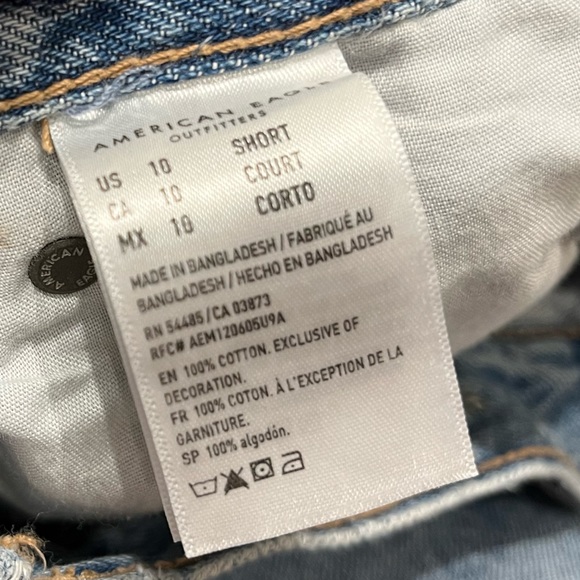 AMERICAN EAGLE
OUTFITTERS
US 10 SHORT
CA 10 COURT
MX 10 CORTO
MADE IN BANGLADESH / FABRIQUÉ AU
BANGLADESH / HECHO EN BANGLADESH
RN 54485 / CA 03873
RFC# AEM120605U9A
EN 100% COTTON. EXCLUSIVE OF
DECORATION.
FR 100% COTON. À L'EXCEPTION DE LA
GARNITURE.
SP 100% algodón.
AMERICAN
EAGLE